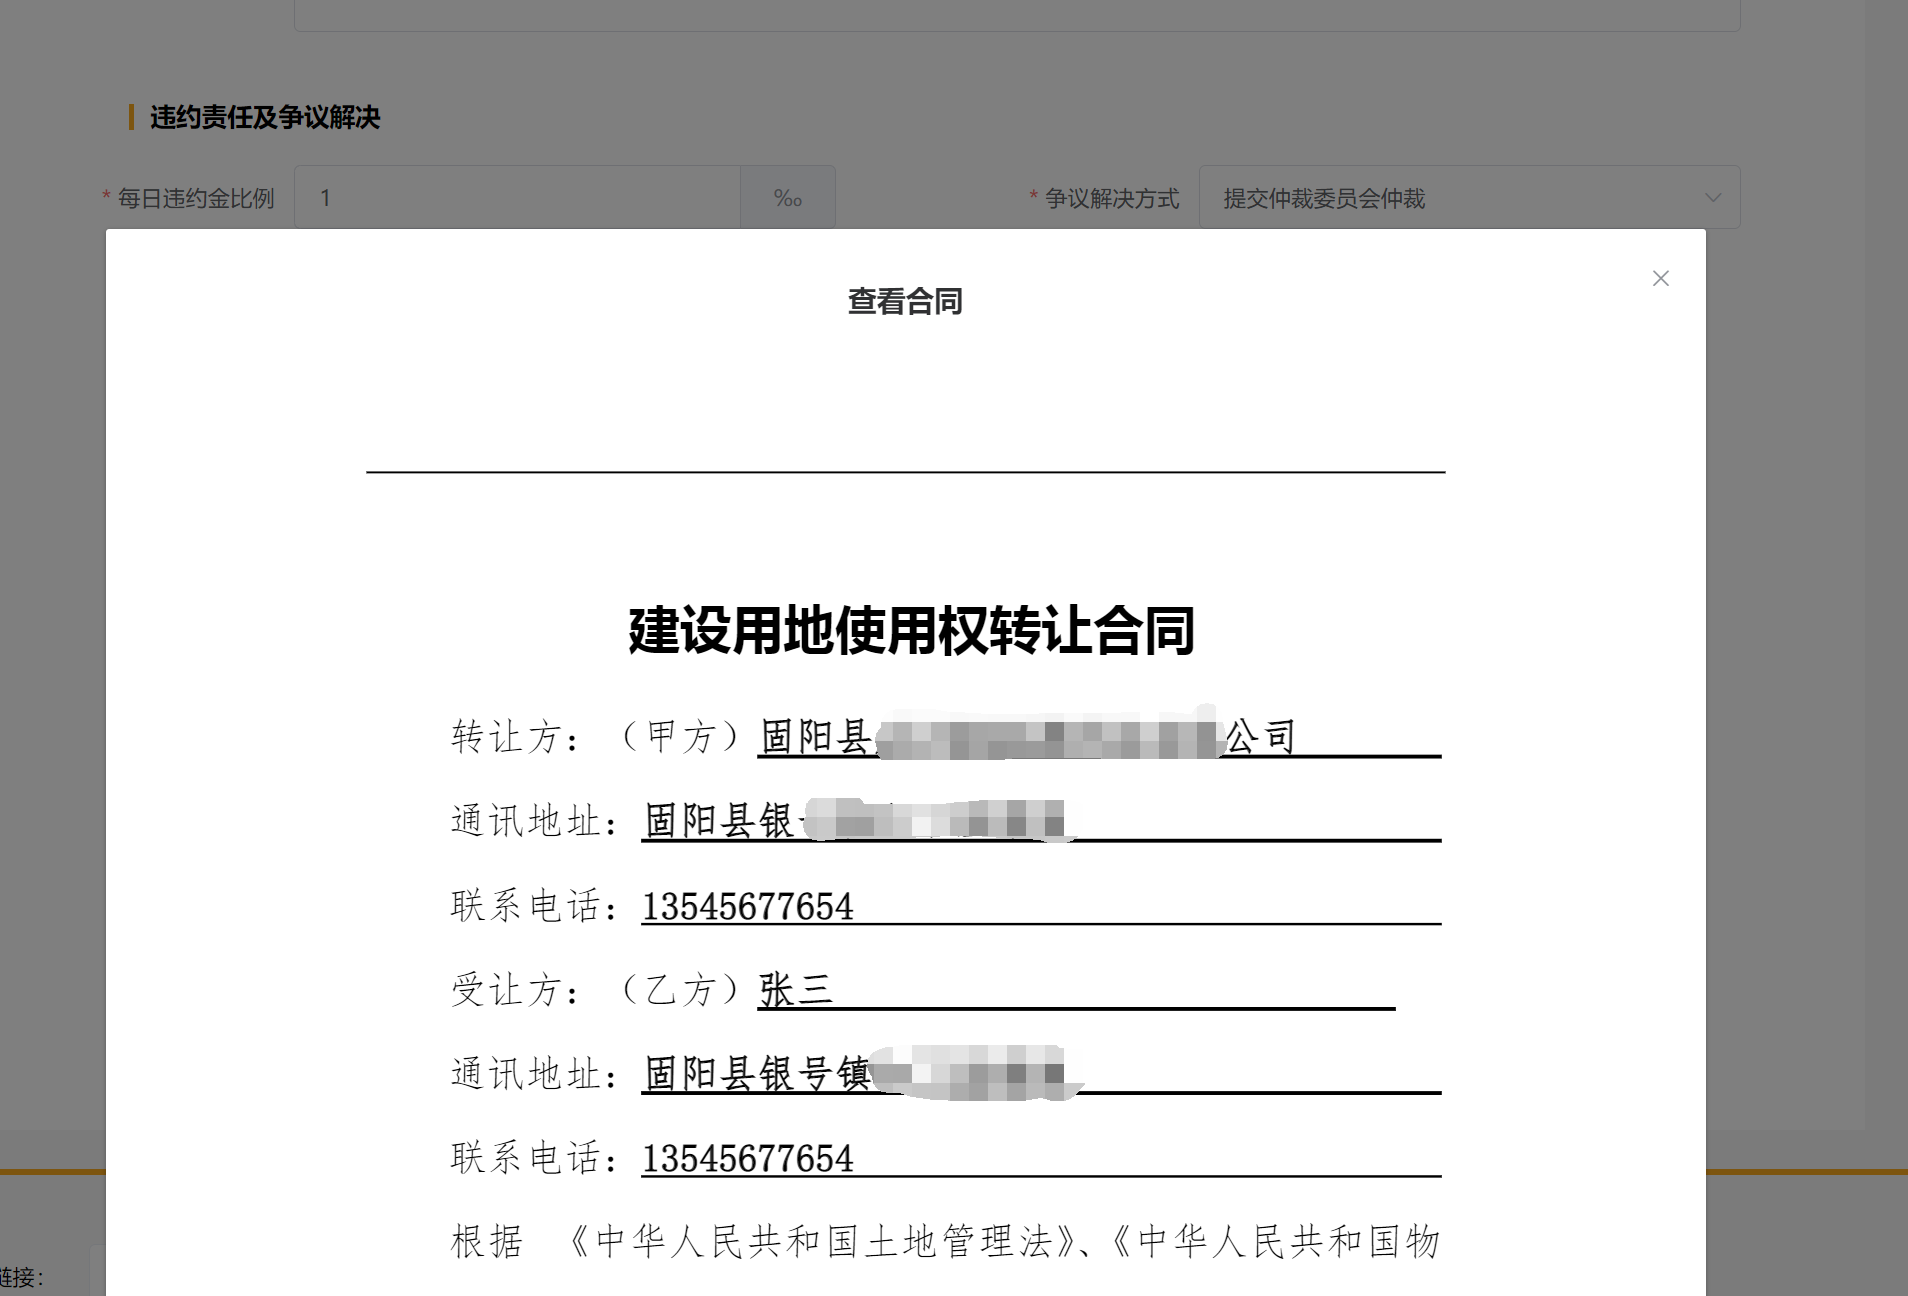 违约责任及争议解决
* 每日违约金比例 1 ‰ * 争议解决方式 提交仲裁委员会仲裁
查看合同
建设用地使用权转让合同
转让方：（甲方）固阳县 公司
通讯地址：固阳县银
联系电话：13545677654
受让方：（乙方）张三
通讯地址：固阳县银号镇
联系电话：13545677654
根据 《中华人民共和国土地管理法》、《中华人民共和国物
链接：